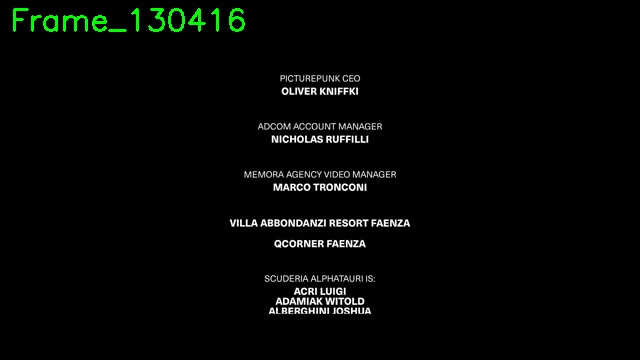 Frame_130416
PICTUREPUNK CEO
OLIVER KNIFFKI
ADCOM ACCOUNT MANAGER
NICHOLAS RUFFILLI
MEMORA AGENCY VIDEO MANAGER
MARCO TRONCONI
VILLA ABBONDANZI RESORT FAENZA
QCORNER FAENZA
SCUDERIA ALPHATAURI IS:
ACRI LUIGI
ADAMIAK WITOLD
ALBERGHINI JOSHUA